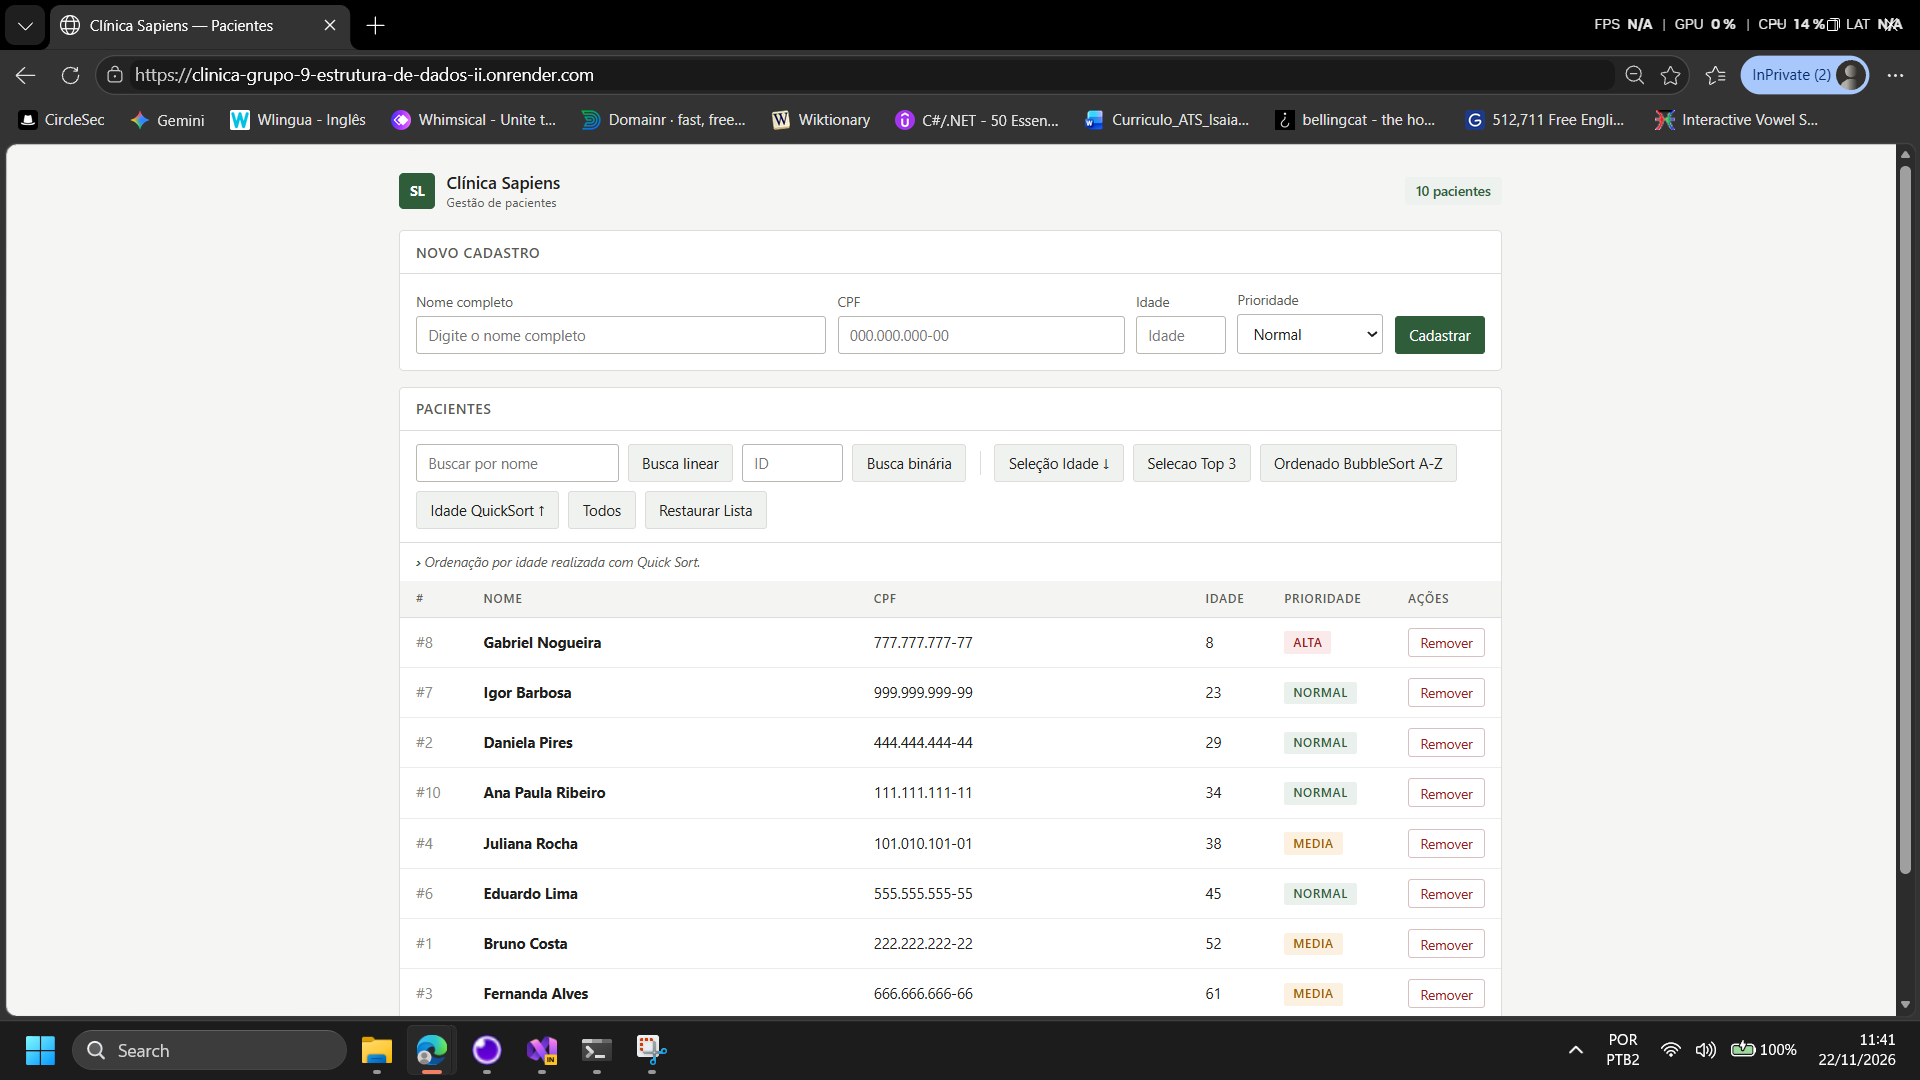 Clínica Sapiens — Pacientes
FPS N/A | GPU 0 % | CPU 14 % LAT N/A
https://clinica-grupo-9-estrutura-de-dados-ii.onrender.com
InPrivate (2)
CircleSec
Gemini
Wlingua - Inglês
Whimsical - Unite t...
Domainr · fast, free...
Wiktionary
C#/.NET - 50 Essen...
Curriculo_ATS_Isaia...
bellingcat - the ho...
512,711 Free Engli...
Interactive Vowel S...
SL
Clínica Sapiens
Gestão de pacientes
10 pacientes
NOVO CADASTRO
Nome completo
CPF
Idade
Prioridade
Digite o nome completo
000.000.000-00
Idade
Normal
Cadastrar
PACIENTES
Buscar por nome
Busca linear
ID
Busca binária
Seleção Idade ↓
Selecao Top 3
Ordenado BubbleSort A-Z
Idade QuickSort ↑
Todos
Restaurar Lista
› Ordenação por idade realizada com Quick Sort.
# NOME CPF IDADE PRIORIDADE AÇÕES
#8 Gabriel Nogueira 777.777.777-77 8 ALTA Remover
#7 Igor Barbosa 999.999.999-99 23 NORMAL Remover
#2 Daniela Pires 444.444.444-44 29 NORMAL Remover
#10 Ana Paula Ribeiro 111.111.111-11 34 NORMAL Remover
#4 Juliana Rocha 101.010.101-01 38 MEDIA Remover
#6 Eduardo Lima 555.555.555-55 45 NORMAL Remover
#1 Bruno Costa 222.222.222-22 52 MEDIA Remover
#3 Fernanda Alves 666.666.666-66 61 MEDIA Remover
Search
POR
PTB2
100%
11:41
22/11/2026